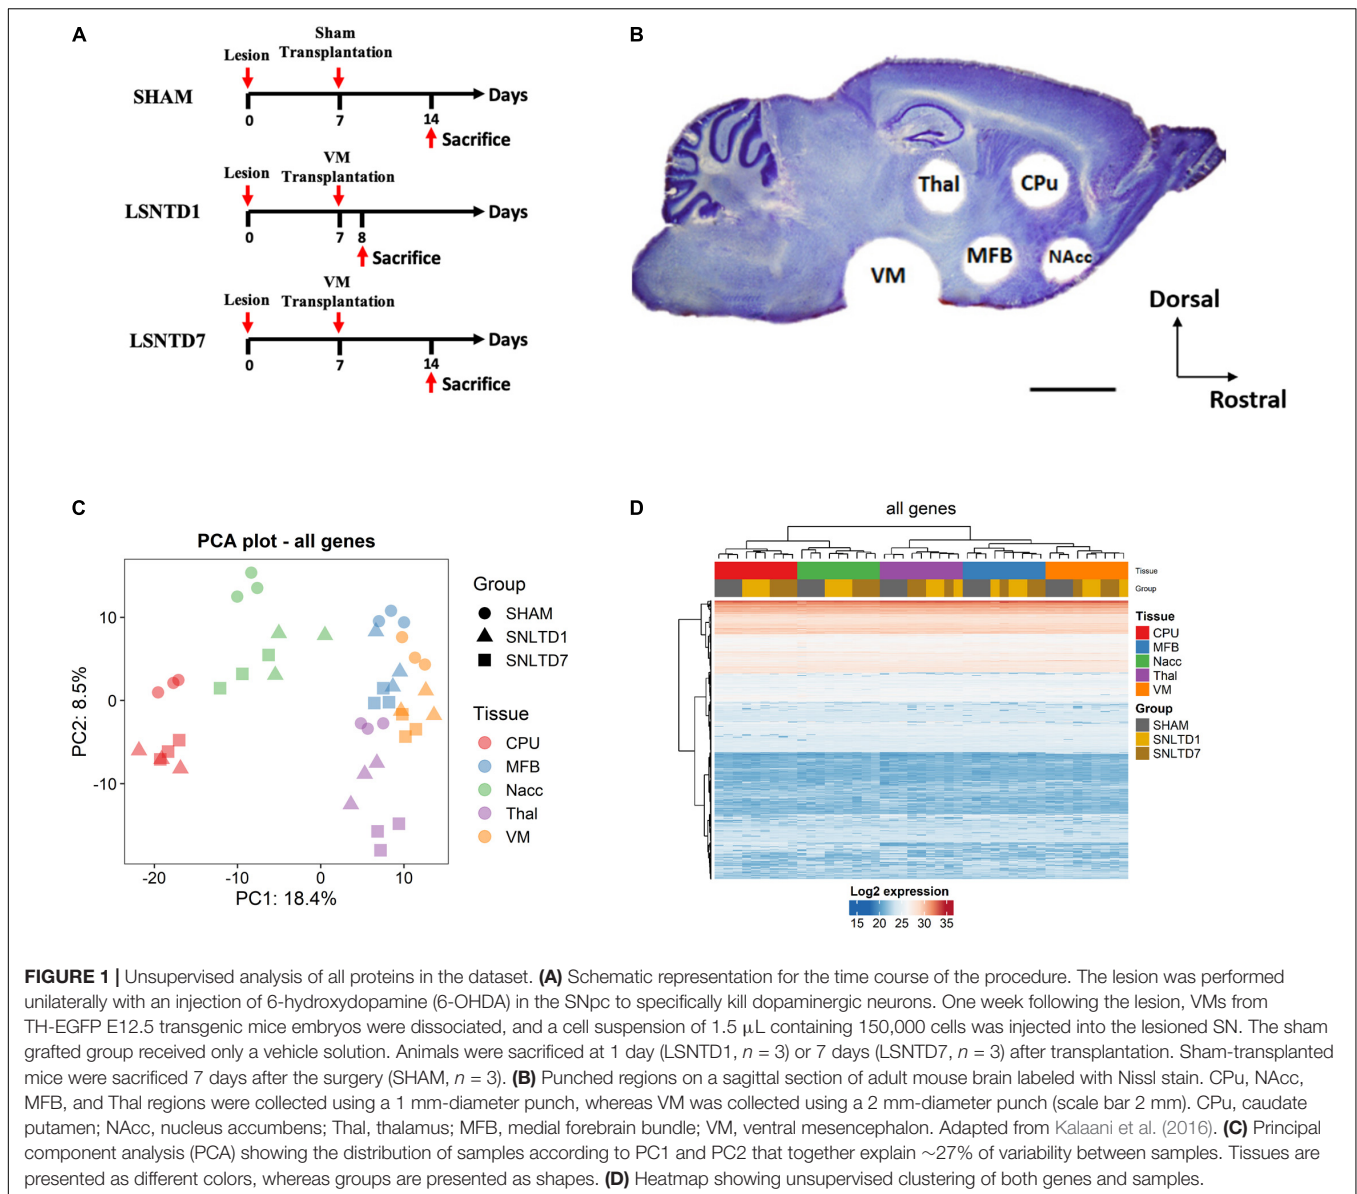 A
Sham
Lesion Transplantation
SHAM
Days
0 7 14
Sacrifice
VM
Lesion Transplantation
LSNTD1
Days
0 7 8
Sacrifice
VM
Lesion Transplantation
LSNTD7
Days
0 7 14
Sacrifice
B
Thal
CPu
VM
MFB
NAcc
Dorsal
Rostral
C
PCA plot - all genes
PC2: 8.5%
10
0
-10
-20 -10 0 10
PC1: 18.4%
Group
SHAM
SNLTD1
SNLTD7
Tissue
CPU
MFB
Nacc
Thal
VM
D
all genes
Tissue
Group
Tissue
CPU
MFB
Nacc
Thal
VM
Group
SHAM
SNLTD1
SNLTD7
Log2 expression
15 20 25 30 35
FIGURE 1 | Unsupervised analysis of all proteins in the dataset. (A) Schematic representation for the time course of the procedure. The lesion was performed
unilaterally with an injection of 6-hydroxydopamine (6-OHDA) in the SNpc to specifically kill dopaminergic neurons. One week following the lesion, VMs from
TH-EGFP E12.5 transgenic mice embryos were dissociated, and a cell suspension of 1.5 μL containing 150,000 cells was injected into the lesioned SN. The sham
grafted group received only a vehicle solution. Animals were sacrificed at 1 day (LSNTD1, n = 3) or 7 days (LSNTD7, n = 3) after transplantation. Sham-transplanted
mice were sacrificed 7 days after the surgery (SHAM, n = 3). (B) Punched regions on a sagittal section of adult mouse brain labeled with Nissl stain. CPu, NAcc,
MFB, and Thal regions were collected using a 1 mm-diameter punch, whereas VM was collected using a 2 mm-diameter punch (scale bar 2 mm). CPu, caudate
putamen; NAcc, nucleus accumbens; Thal, thalamus; MFB, medial forebrain bundle; VM, ventral mesencephalon. Adapted from Kalaani et al. (2016). (C) Principal
component analysis (PCA) showing the distribution of samples according to PC1 and PC2 that together explain ∼27% of variability between samples. Tissues are
presented as different colors, whereas groups are presented as shapes. (D) Heatmap showing unsupervised clustering of both genes and samples.